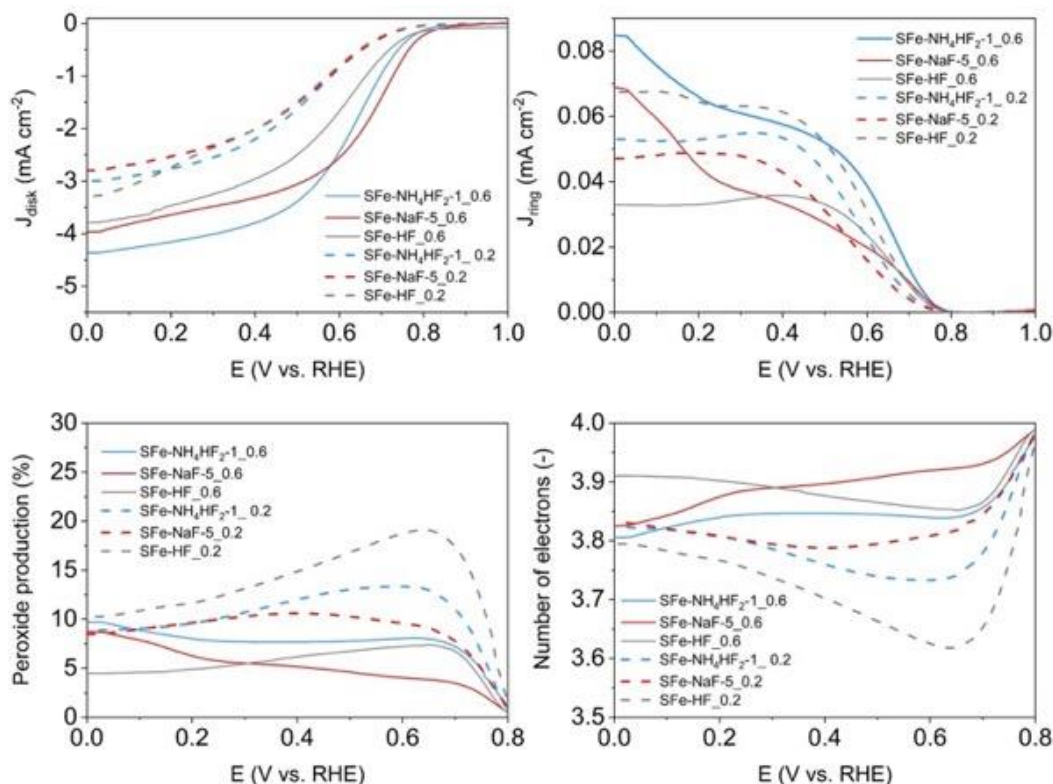 0
-1
-2
-3
-4
-5
J_disk (mA cm⁻²)
SFe-NH₄HF₂-1_0.6
SFe-NaF-5_0.6
SFe-HF_0.6
SFe-NH₄HF₂-1_ 0.2
SFe-NaF-5_0.2
SFe-HF_0.2
0.0 0.2 0.4 0.6 0.8 1.0
E (V vs. RHE)
0.08
0.06
0.04
0.02
0.00
J_ring (mA cm⁻²)
SFe-NH₄HF₂-1_0.6
SFe-NaF-5_0.6
SFe-HF_0.6
SFe-NH₄HF₂-1_ 0.2
SFe-NaF-5_0.2
SFe-HF_0.2
0.0 0.2 0.4 0.6 0.8 1.0
E (V vs. RHE)
30
25
20
15
10
5
0
Peroxide production (%)
SFe-NH₄HF₂-1_0.6
SFe-NaF-5_0.6
SFe-HF_0.6
SFe-NH₄HF₂-1_ 0.2
SFe-NaF-5_0.2
SFe-HF_0.2
0.0 0.2 0.4 0.6 0.8
E (V vs. RHE)
4.0
3.9
3.8
3.7
3.6
3.5
Number of electrons (-)
SFe-NH₄HF₂-1_0.6
SFe-NaF-5_0.6
SFe-HF_0.6
SFe-NH₄HF₂-1_ 0.2
SFe-NaF-5_0.2
SFe-HF_0.2
0.0 0.2 0.4 0.6 0.8
E (V vs. RHE)